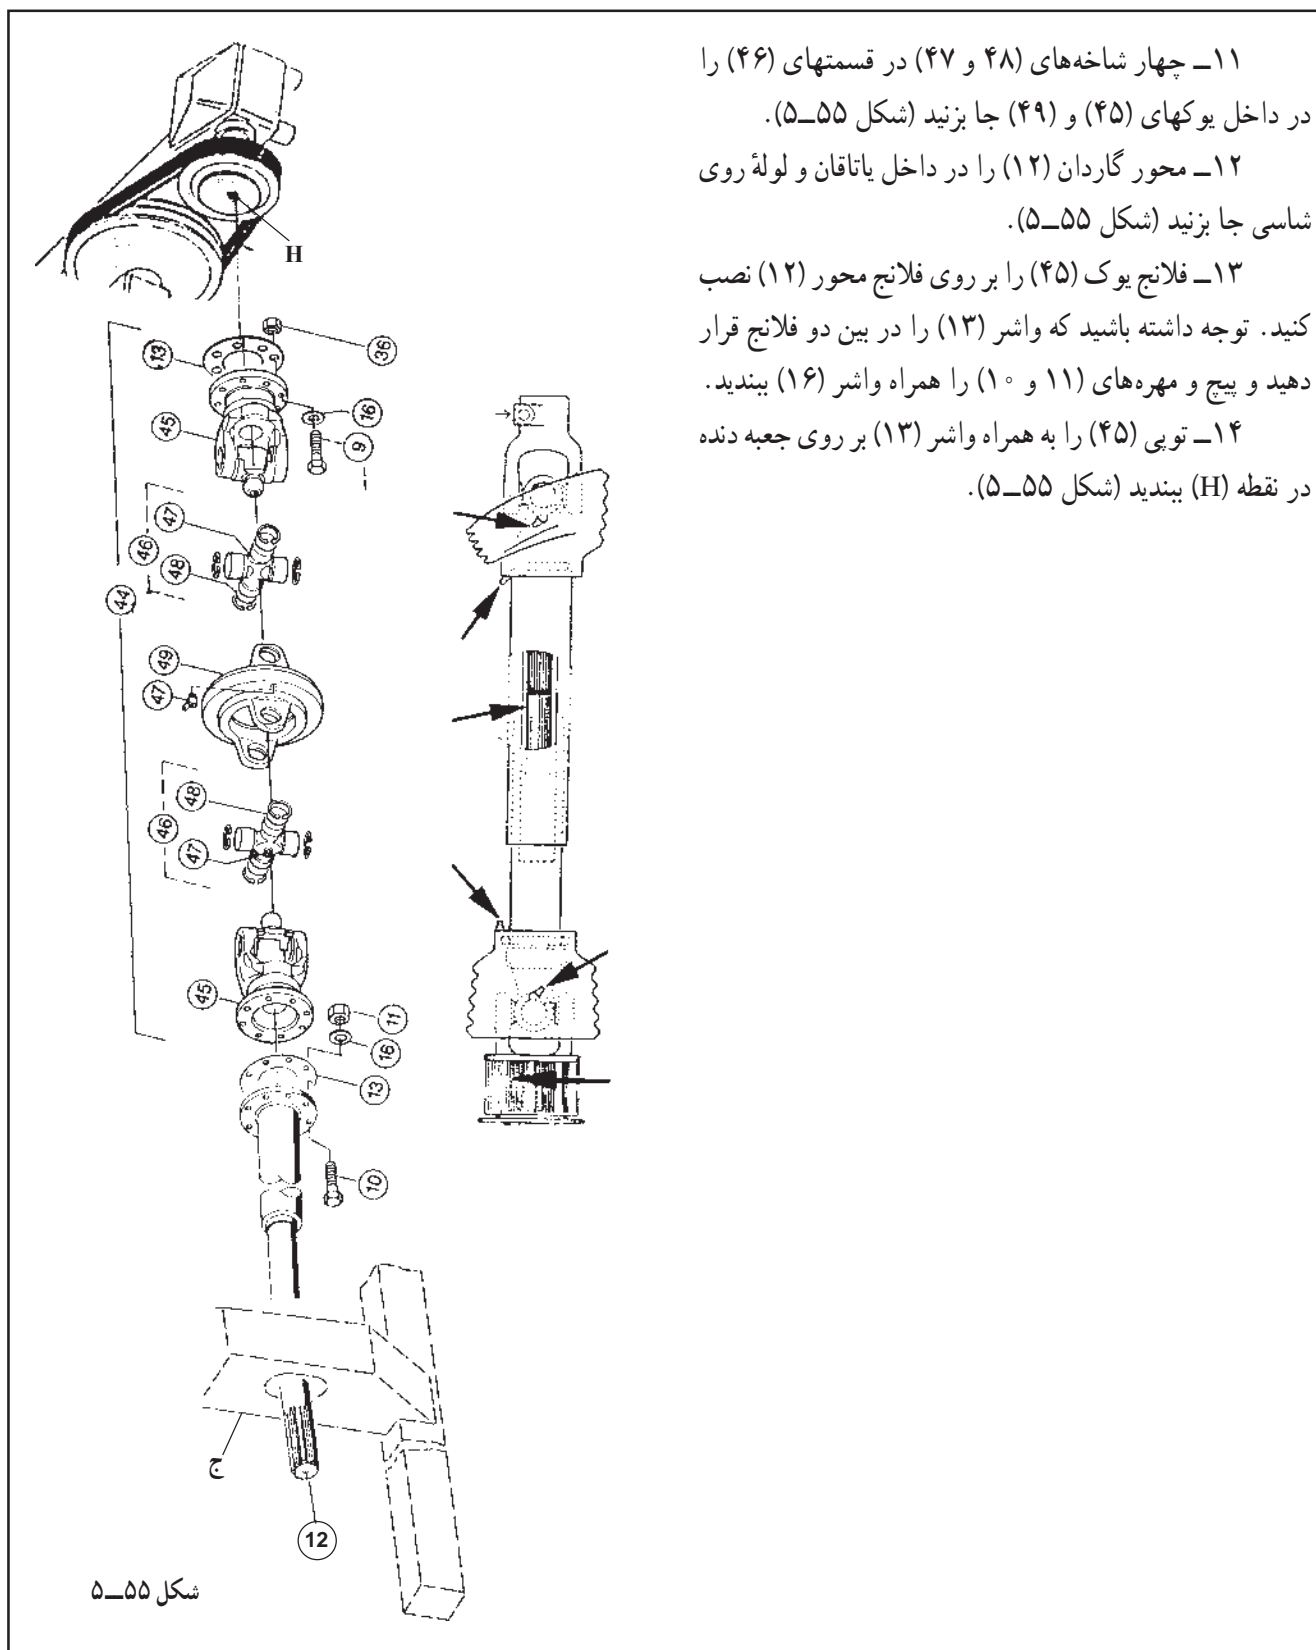 ۱۱ــ چهار شاخه‌های (۴۸ و ۴۷) در قسمتهای (۴۶) را
در داخل یوکهای (۴۵) و (۴۹) جا بزنید (شکل ۵۵ــ۵).
۱۲ــ محور گاردان (۱۲) را در داخل یاتاقان و لولهٔ روی
شاسی جا بزنید (شکل ۵۵ــ۵).
۱۳ــ فلانج یوک (۴۵) را بر روی فلانج محور (۱۲) نصب
کنید. توجه داشته باشید که واشر (۱۳) را در بین دو فلانج قرار
دهید و پیچ و مهره‌های (۱۱ و ۱۰) را همراه واشر (۱۶) ببندید.
۱۴ــ توپی (۴۵) را به همراه واشر (۱۳) بر روی جعبه دنده
در نقطه (H) ببندید (شکل ۵۵ــ۵).
H
36
13
16
45
9
47
46
48
44
49
47
48
46
47
45
11
16
13
10
ج
12
شکل ۵۵ــ۵